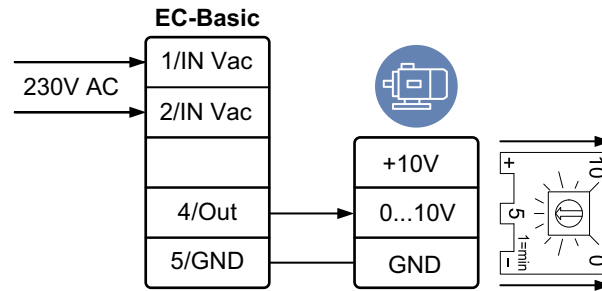 EC-Basic
230V AC
1/IN Vac
2/IN Vac
4/Out
5/GND
+10V
0...10V
GND
+
5
-
1=min
10
0